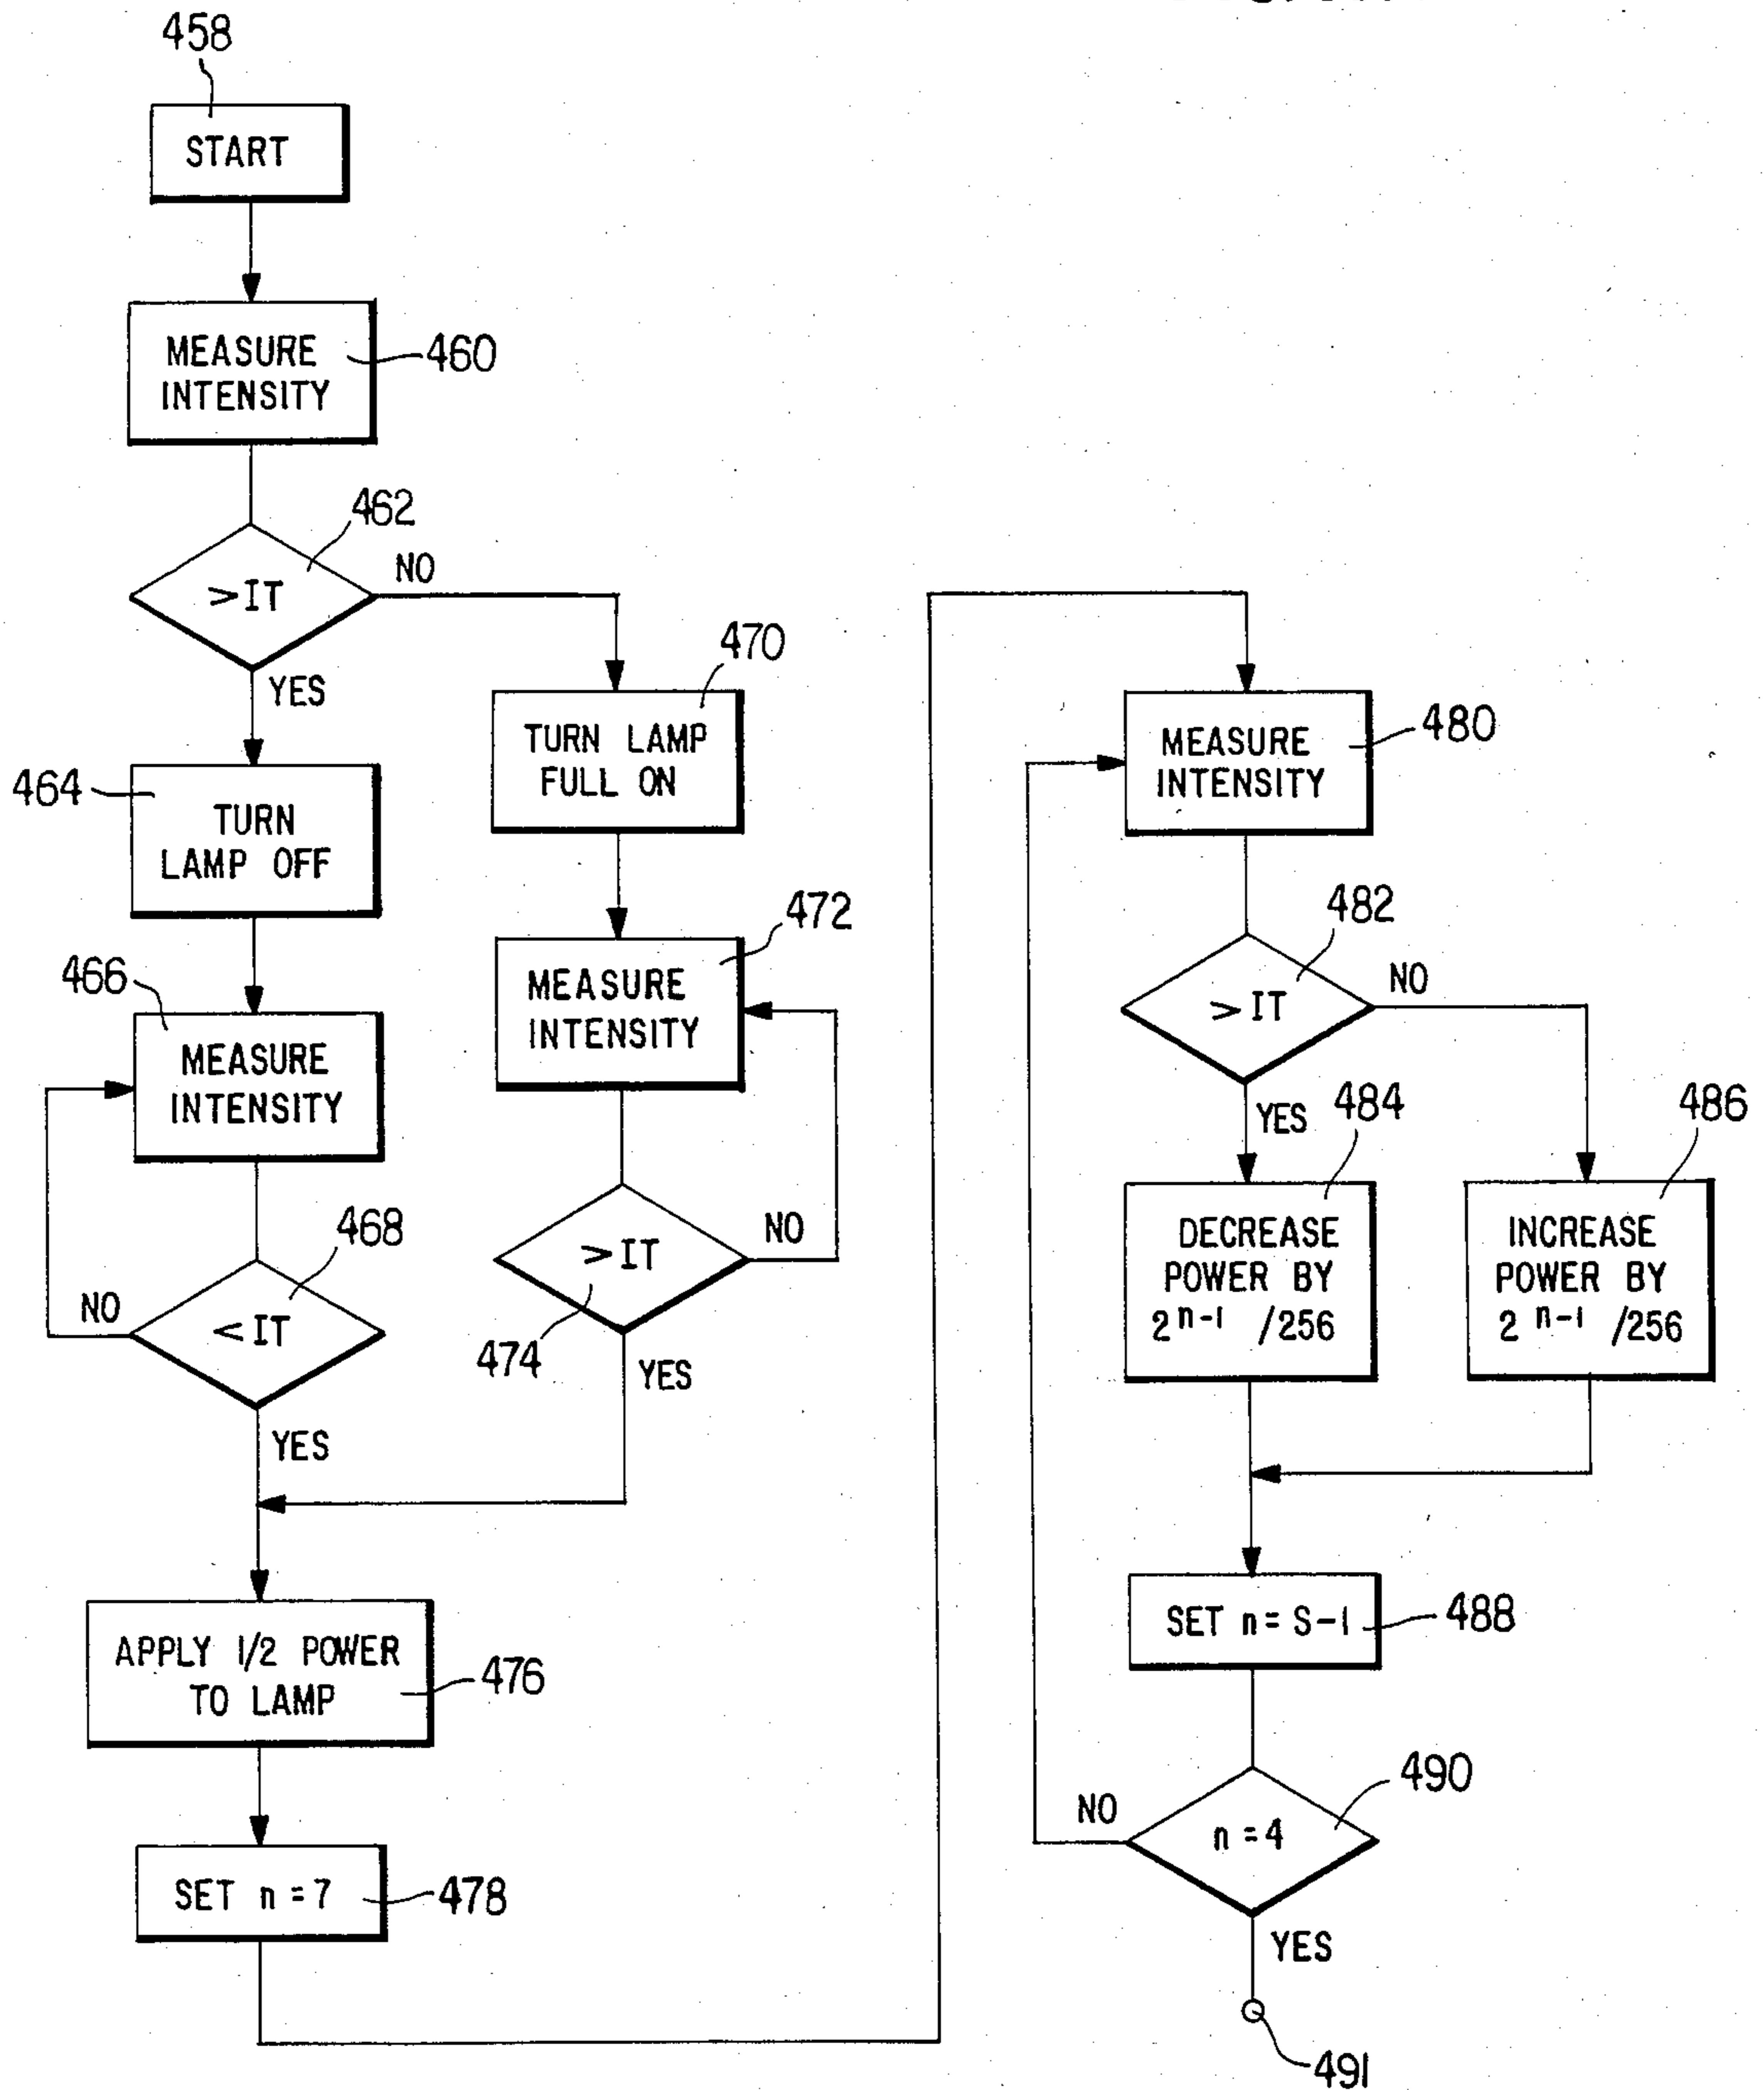 458
START
MEASURE
INTENSITY
460
462
> IT
NO
YES
464
TURN
LAMP OFF
470
TURN LAMP
FULL ON
466
MEASURE
INTENSITY
472
MEASURE
INTENSITY
468
< IT
NO
YES
> IT
NO
474
YES
APPLY 1/2 POWER
TO LAMP
476
SET n = 7
478
MEASURE
INTENSITY
480
482
> IT
NO
YES
484
DECREASE
POWER BY
2^n-1 /256
486
INCREASE
POWER BY
2^n-1 /256
SET n = S-1
488
490
n = 4
NO
YES
491